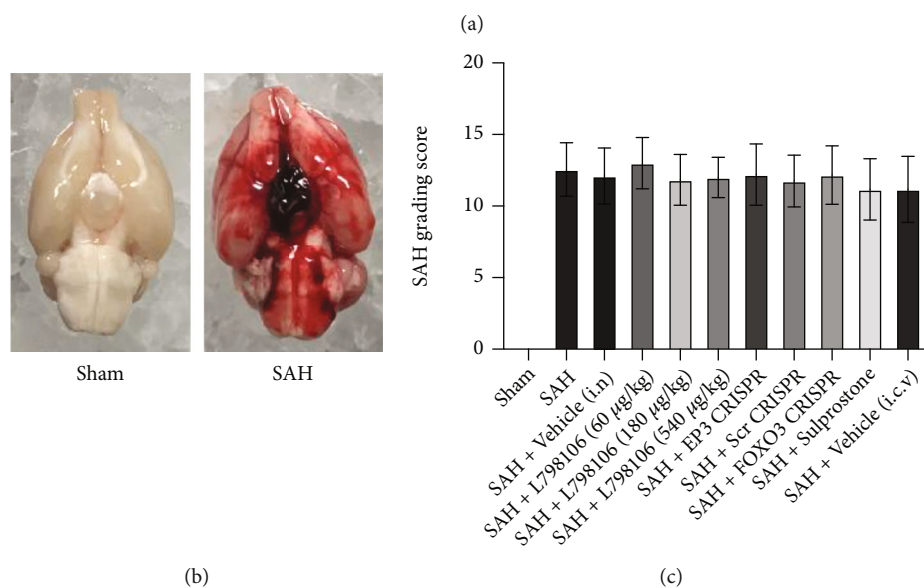 (a)
Sham
SAH
(b)
SAH grading score
20
15
10
5
0
Sham
SAH
SAH + Vehicle (i.n)
SAH + L798106 (60 μg/kg)
SAH + L798106 (180 μg/kg)
SAH + L798106 (540 μg/kg)
SAH + EP3 CRISPR
SAH + Scr CRISPR
SAH + FOXO3 CRISPR
SAH + Sulprostone
SAH + Vehicle (i.c.v)
(c)